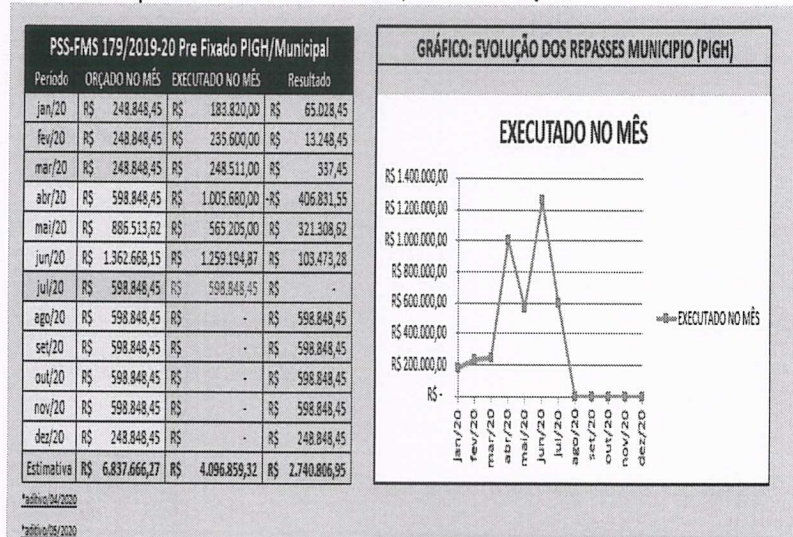 PSS-FMS 179/2019-20 Pre Fixado PIGH/Municipal
Período ORÇADO NO MÊS EXECUTADO NO MÊS Resultado
jan/20 R$ 248.848,45 R$ 183.820,00 R$ 65.028,45
fev/20 R$ 248.848,45 R$ 235.600,00 R$ 13.248,45
mar/20 R$ 248.848,45 R$ 248.511,00 R$ 337,45
abr/20 R$ 598.848,45 R$ 1.005.680,00 -R$ 406.831,55
mai/20 R$ 886.513,62 R$ 565.205,00 R$ 321.308,62
jun/20 R$ 1.362.668,15 R$ 1.259.194,87 R$ 103.473,28
jul/20 R$ 598.848,45 R$ 598.848,45 R$ -
ago/20 R$ 598.848,45 R$ - R$ 598.848,45
set/20 R$ 598.848,45 R$ - R$ 598.848,45
out/20 R$ 598.848,45 R$ - R$ 598.848,45
nov/20 R$ 598.848,45 R$ - R$ 598.848,45
dez/20 R$ 248.848,45 R$ - R$ 248.848,45
Estimativa R$ 6.837.666,27 R$ 4.096.859,32 R$ 2.740.806,95
*aditivo/04/2020
*aditivo/05/2020
GRÁFICO: EVOLUÇÃO DOS REPASSES MUNICIPIO (PIGH)
EXECUTADO NO MÊS
R$ 1.400.000,00
R$ 1.200.000,00
R$ 1.000.000,00
R$ 800.000,00
R$ 600.000,00
R$ 400.000,00
R$ 200.000,00
R$ -
EXECUTADO NO MÊS
jan/20
fev/20
mar/20
abr/20
mai/20
jun/20
jul/20
ago/20
set/20
out/20
nov/20
dez/20